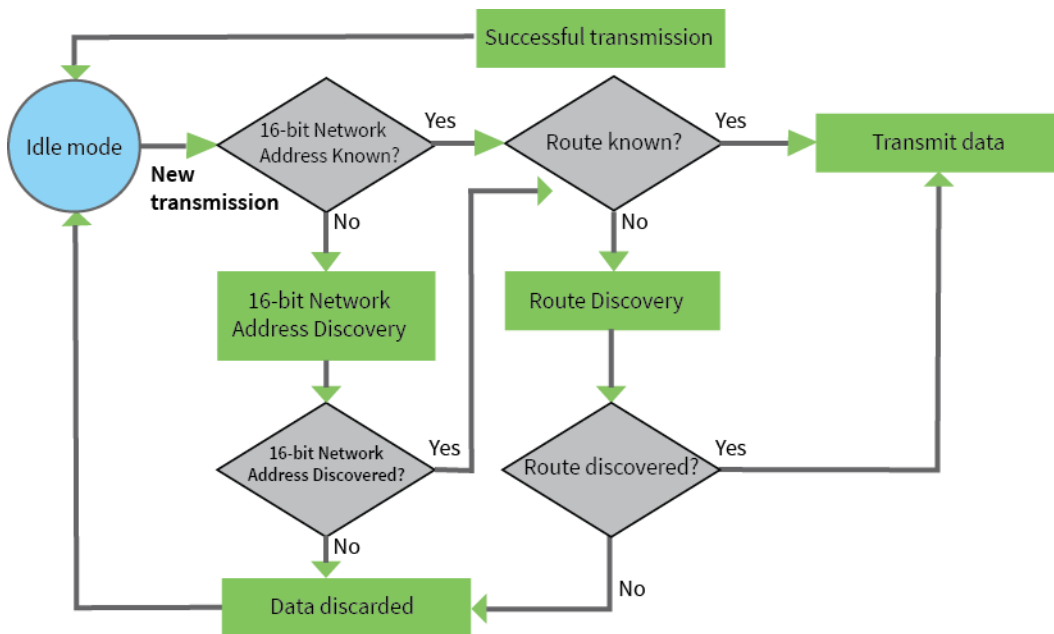 Successful transmission
Idle mode
New
transmission
16-bit Network
Address Known?
Yes
Route known?
Yes
Transmit data
No
No
16-bit Network
Address Discovery
Route Discovery
16-bit Network
Address Discovered?
Yes
Route discovered?
Yes
No
No
Data discarded